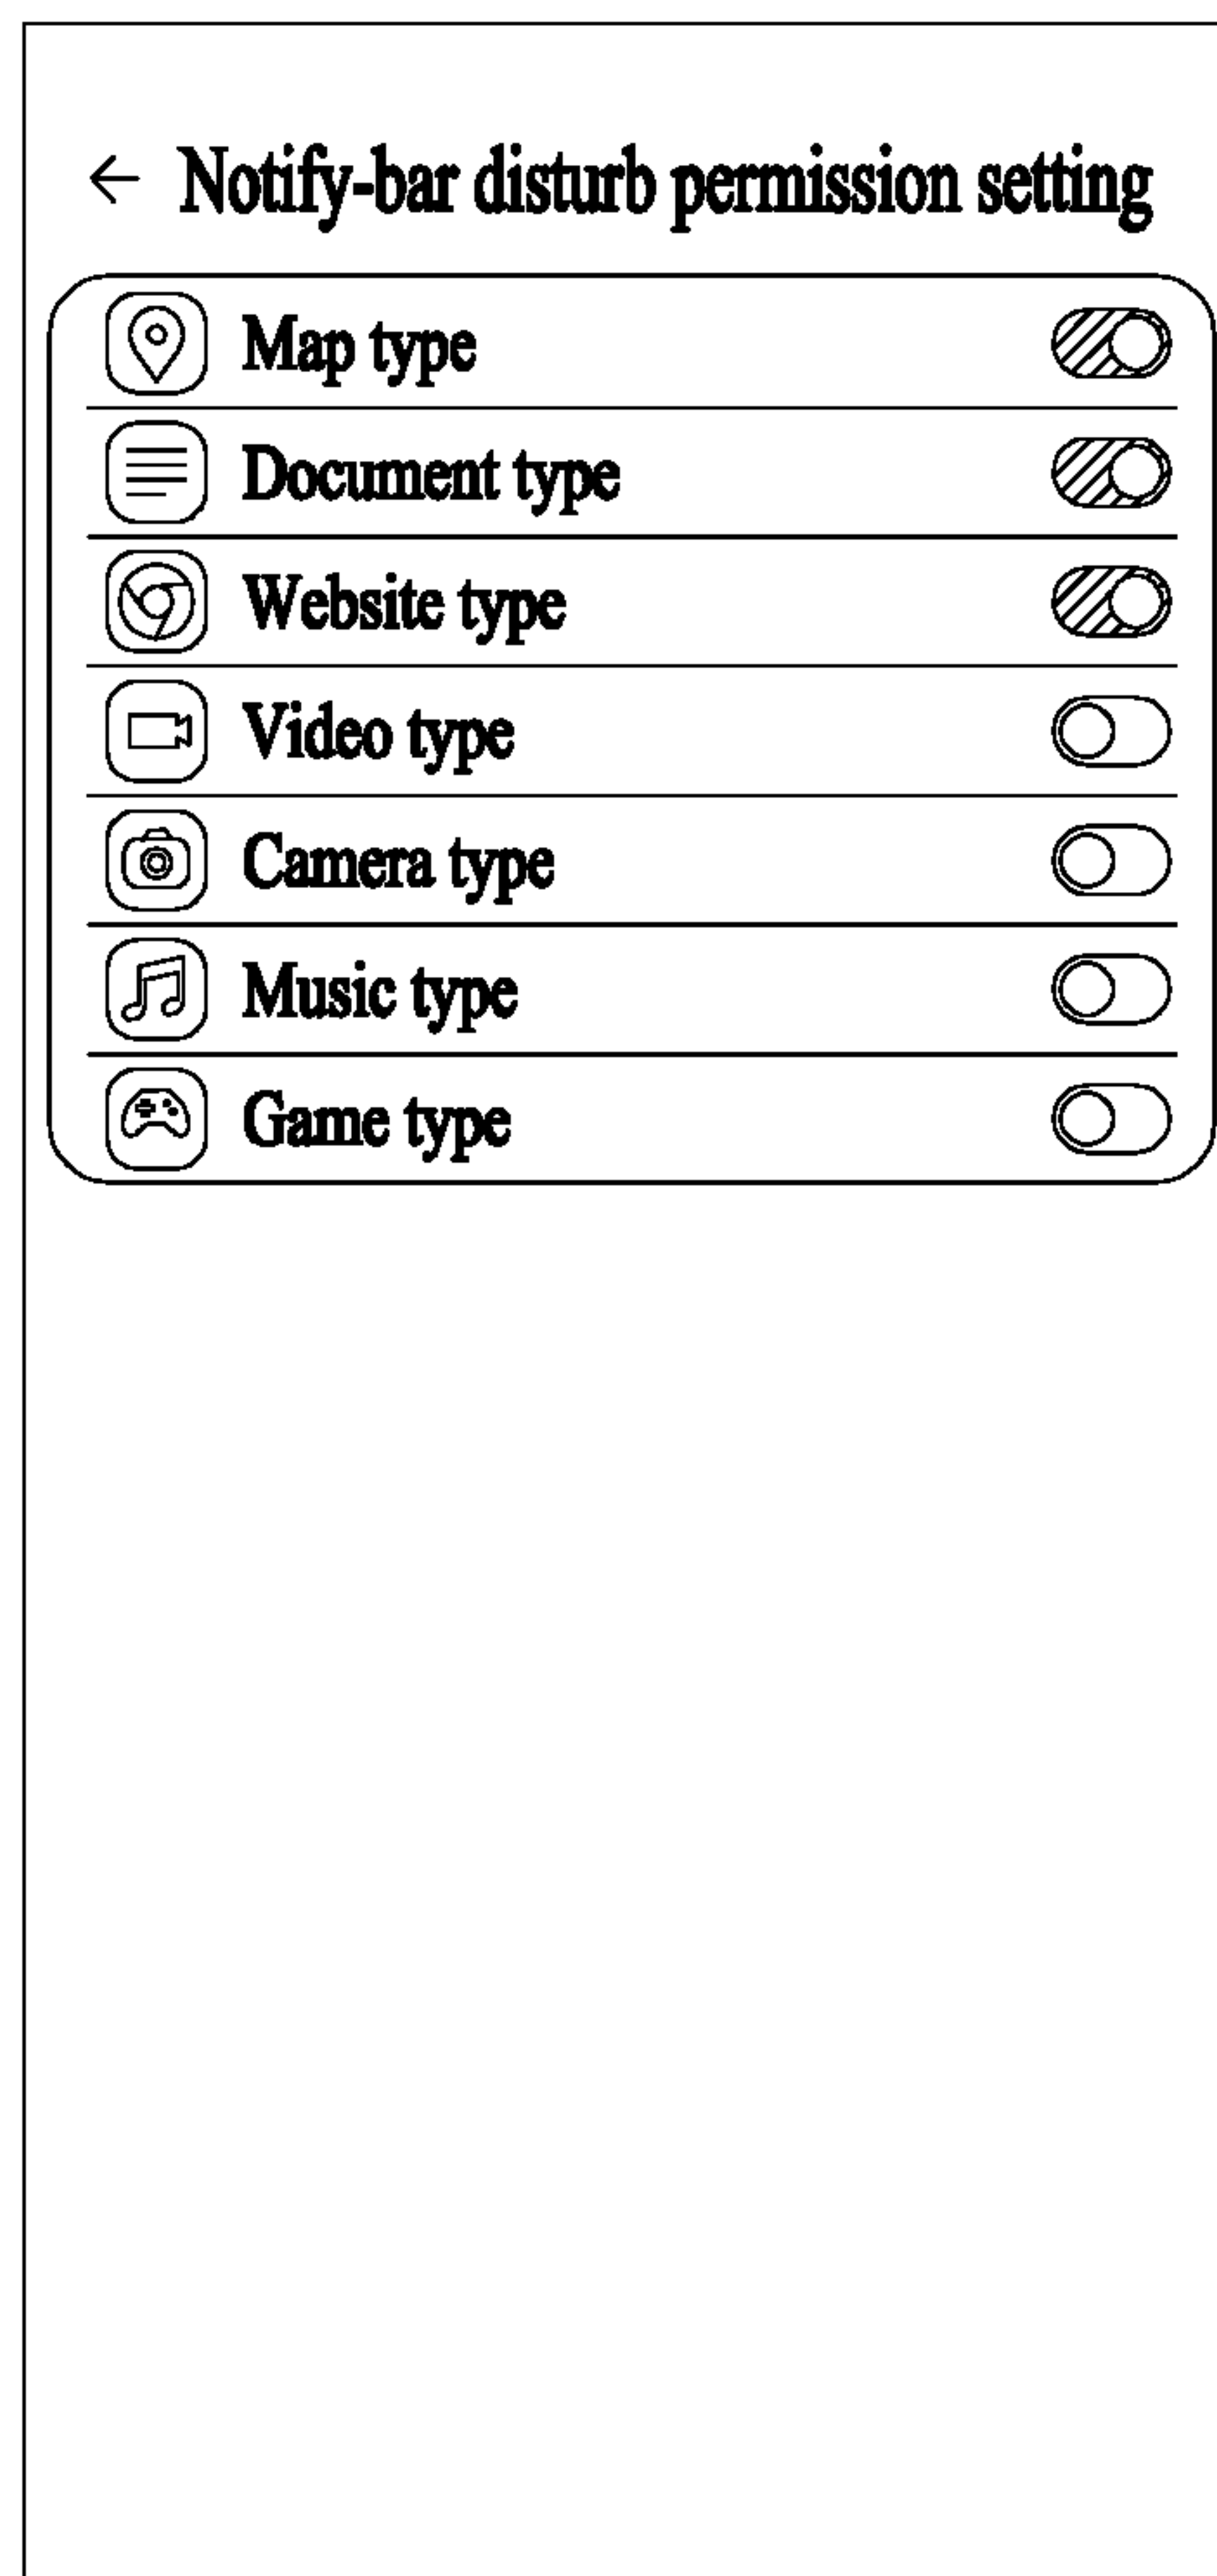 Notify-bar disturb permission setting
Map type
Document type
Website type
Video type
Camera type
Music type
Game type